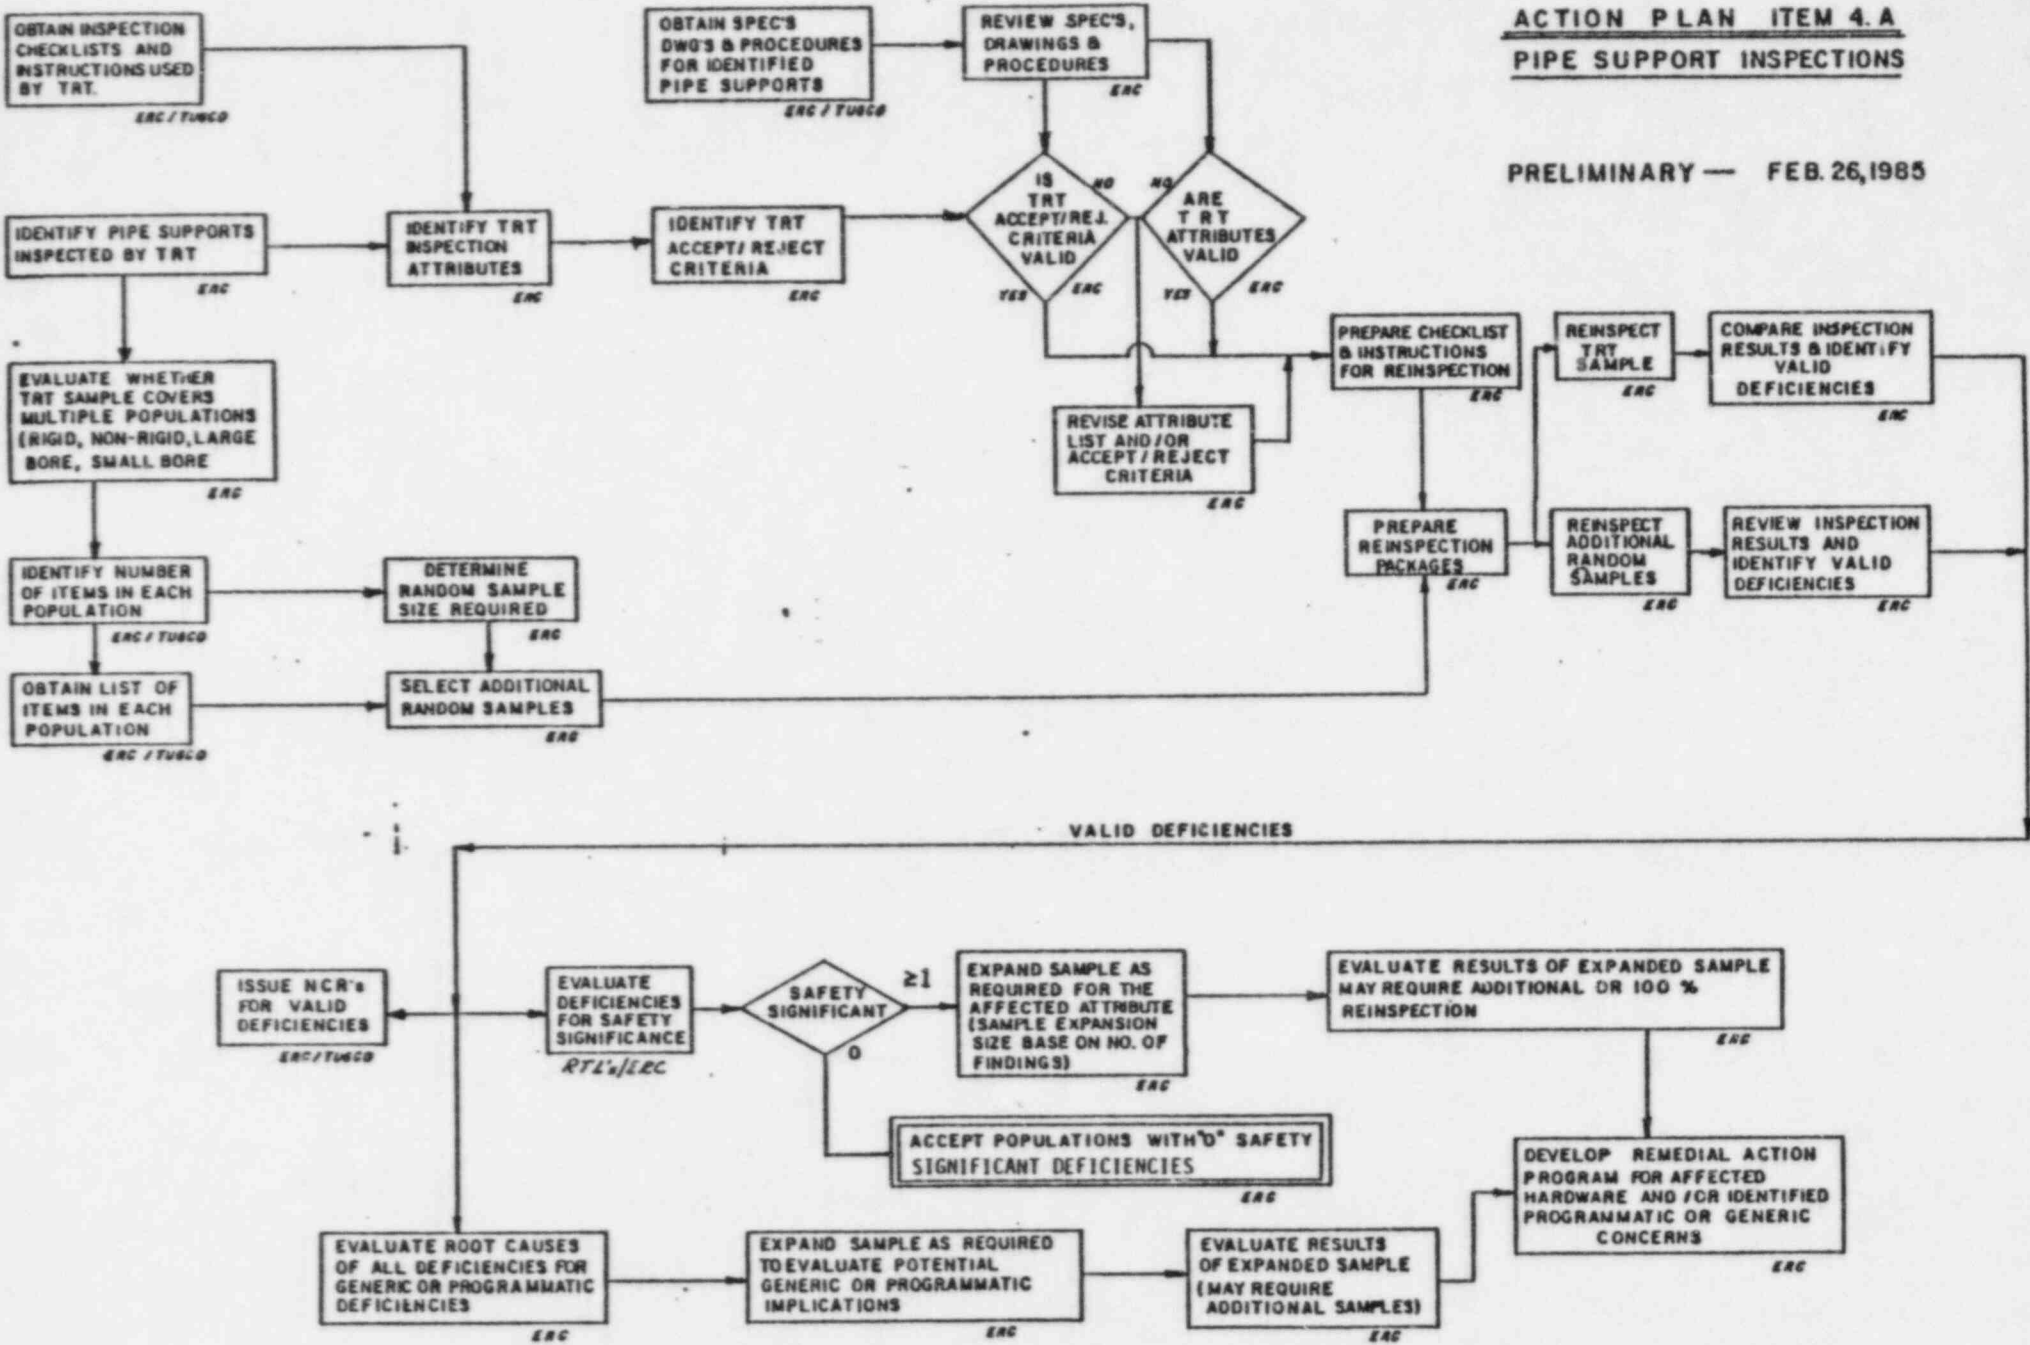 ACTION PLAN ITEM 4.A
PIPE SUPPORT INSPECTIONS
PRELIMINARY — FEB. 26,1985
OBTAIN INSPECTION
CHECKLISTS AND
INSTRUCTIONS USED
BY TRT.
ERC / TUGCO
OBTAIN SPEC'S
DWG'S & PROCEDURES
FOR IDENTIFIED
PIPE SUPPORTS
ERC / TUGCO
REVIEW SPEC'S,
DRAWINGS &
PROCEDURES
ERC
IDENTIFY PIPE SUPPORTS
INSPECTED BY TRT
ERC
IDENTIFY TRT
INSPECTION
ATTRIBUTES
ERC
IDENTIFY TRT
ACCEPT/ REJECT
CRITERIA
ERC
IS
TRT
ACCEPT/REJ.
CRITERIA
VALID
NO
YES
ERC
NO
ARE
TRT
ATTRIBUTES
VALID
YES
ERC
EVALUATE WHETHER
TRT SAMPLE COVERS
MULTIPLE POPULATIONS
(RIGID, NON-RIGID, LARGE
BORE, SMALL BORE
ERC
REVISE ATTRIBUTE
LIST AND/OR
ACCEPT/REJECT
CRITERIA
ERC
PREPARE CHECKLIST
& INSTRUCTIONS
FOR REINSPECTION
ERC
REINSPECT
TRT
SAMPLE
ERC
COMPARE INSPECTION
RESULTS & IDENTIFY
VALID
DEFICIENCIES
ERC
IDENTIFY NUMBER
OF ITEMS IN EACH
POPULATION
ERC / TUGCO
DETERMINE
RANDOM SAMPLE
SIZE REQUIRED
ERC
PREPARE
REINSPECTION
PACKAGES
ERC
REINSPECT
ADDITIONAL
RANDOM
SAMPLES
ERC
REVIEW INSPECTION
RESULTS AND
IDENTIFY VALID
DEFICIENCIES
ERC
OBTAIN LIST OF
ITEMS IN EACH
POPULATION
ERC / TUGCO
SELECT ADDITIONAL
RANDOM SAMPLES
ERC
VALID DEFICIENCIES
ISSUE NCR's
FOR VALID
DEFICIENCIES
ERC/TUGCO
EVALUATE
DEFICIENCIES
FOR SAFETY
SIGNIFICANCE
RTL's/ERC
SAFETY
SIGNIFICANT
≥1
0
EXPAND SAMPLE AS
REQUIRED FOR THE
AFFECTED ATTRIBUTE
(SAMPLE EXPANSION
SIZE BASE ON NO. OF
FINDINGS)
ERC
EVALUATE RESULTS OF EXPANDED SAMPLE
MAY REQUIRE ADDITIONAL OR 100 %
REINSPECTION
ERC
ACCEPT POPULATIONS WITH "0" SAFETY
SIGNIFICANT DEFICIENCIES
ERC
DEVELOP REMEDIAL ACTION
PROGRAM FOR AFFECTED
HARDWARE AND /OR IDENTIFIED
PROGRAMMATIC OR GENERIC
CONCERNS
ERC
EVALUATE ROOT CAUSES
OF ALL DEFICIENCIES FOR
GENERIC OR PROGRAMMATIC
DEFICIENCIES
ERC
EXPAND SAMPLE AS REQUIRED
TO EVALUATE POTENTIAL
GENERIC OR PROGRAMMATIC
IMPLICATIONS
ERC
EVALUATE RESULTS
OF EXPANDED SAMPLE
(MAY REQUIRE
ADDITIONAL SAMPLES)
ERC